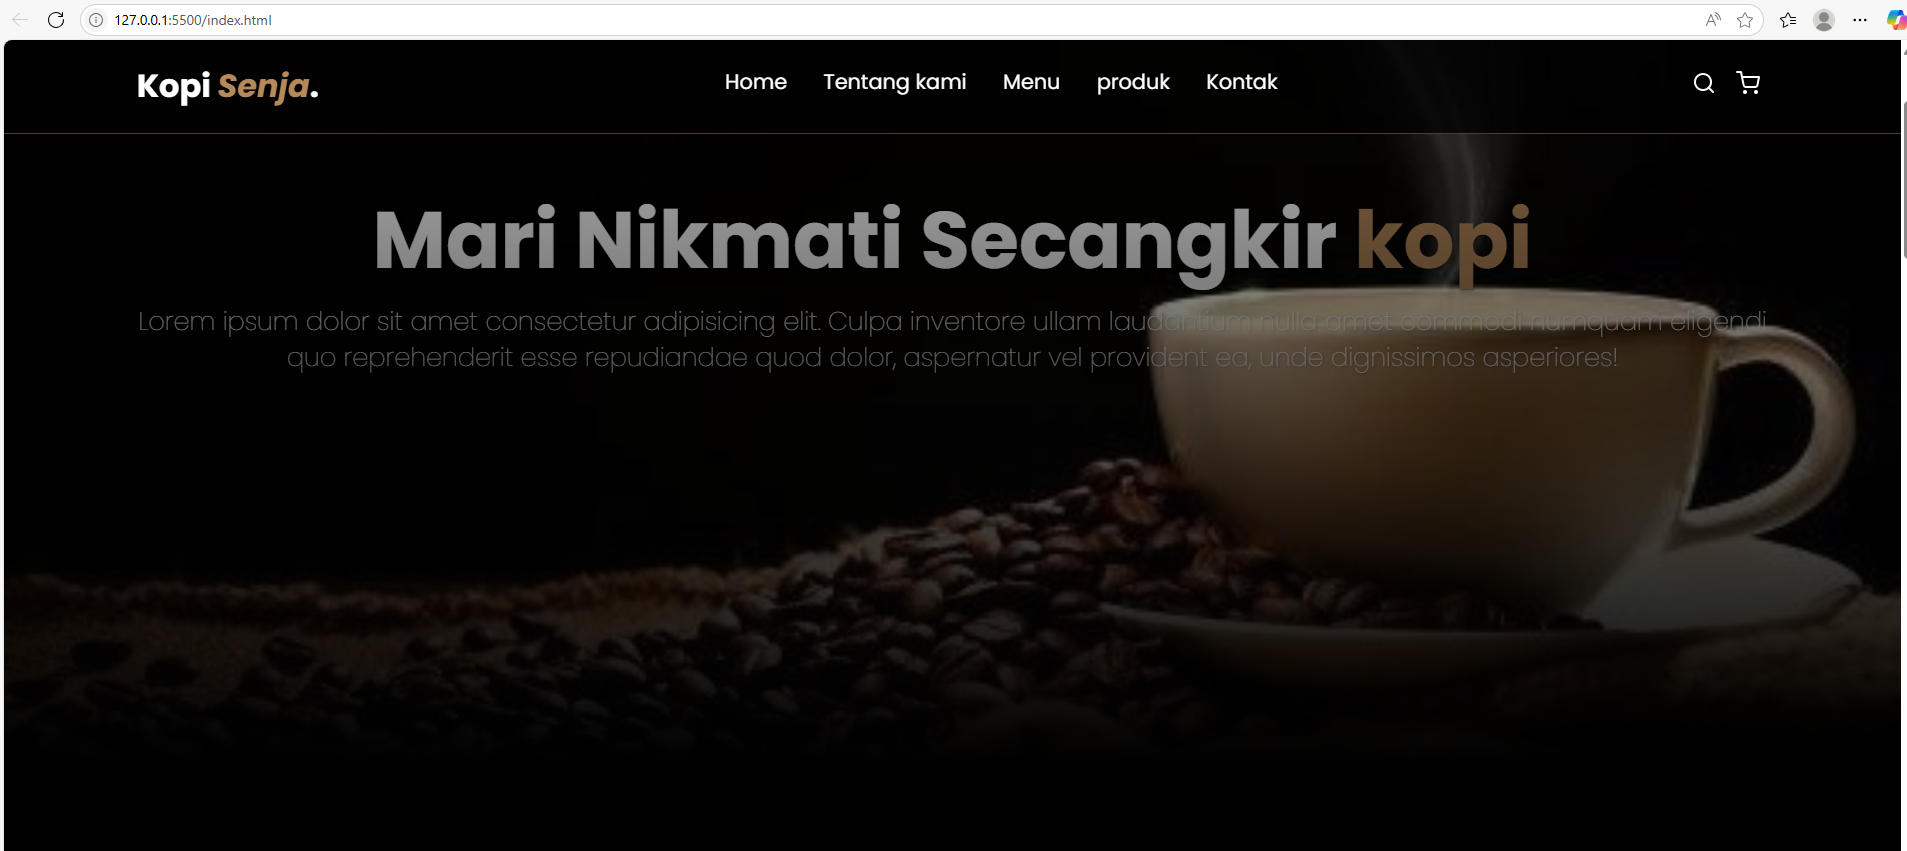 127.0.0.1:5500/index.html
Kopi Senja.
Home Tentang kami Menu produk Kontak
Mari Nikmati Secangkir kopi
Lorem ipsum dolor sit amet consectetur adipisicing elit. Culpa inventore ullam laudantium nulla amet commodi numquam eligendi
quo reprehenderit esse repudiandae quod dolor, aspernatur vel provident ea, unde dignissimos asperiores!